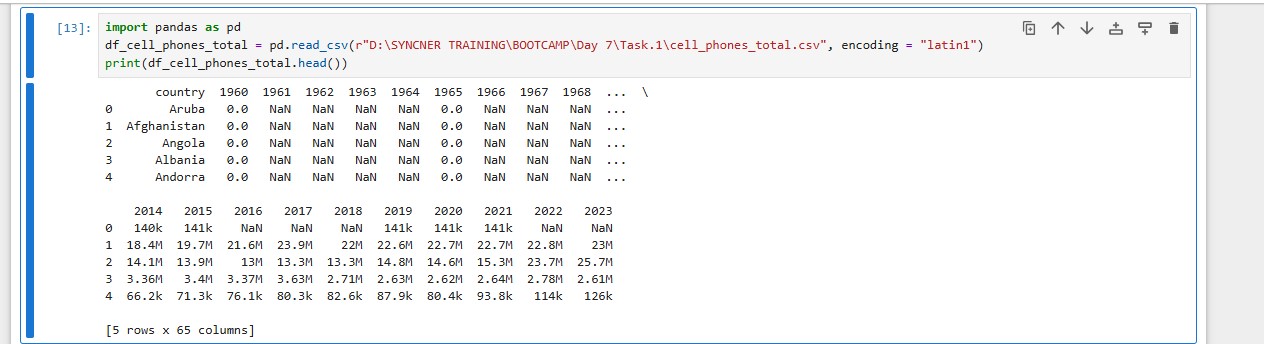 [13]: import pandas as pd
df_cell_phones_total = pd.read_csv(r"D:\SYNCNER TRAINING\BOOTCAMP\Day 7\Task.1\cell_phones_total.csv", encoding = "latin1")
print(df_cell_phones_total.head())
country 1960 1961 1962 1963 1964 1965 1966 1967 1968 ... \
0 Aruba 0.0 NaN NaN NaN NaN 0.0 NaN NaN NaN ...
1 Afghanistan 0.0 NaN NaN NaN NaN 0.0 NaN NaN NaN ...
2 Angola 0.0 NaN NaN NaN NaN 0.0 NaN NaN NaN ...
3 Albania 0.0 NaN NaN NaN NaN 0.0 NaN NaN NaN ...
4 Andorra 0.0 NaN NaN NaN NaN 0.0 NaN NaN NaN ...
2014 2015 2016 2017 2018 2019 2020 2021 2022 2023
0 140k 141k NaN NaN NaN 141k 141k 141k NaN NaN
1 18.4M 19.7M 21.6M 23.9M 22M 22.6M 22.7M 22.7M 22.8M 23M
2 14.1M 13.9M 13M 13.3M 13.3M 14.8M 14.6M 15.3M 23.7M 25.7M
3 3.36M 3.4M 3.37M 3.63M 2.71M 2.63M 2.62M 2.64M 2.78M 2.61M
4 66.2k 71.3k 76.1k 80.3k 82.6k 87.9k 80.4k 93.8k 114k 126k
[5 rows x 65 columns]